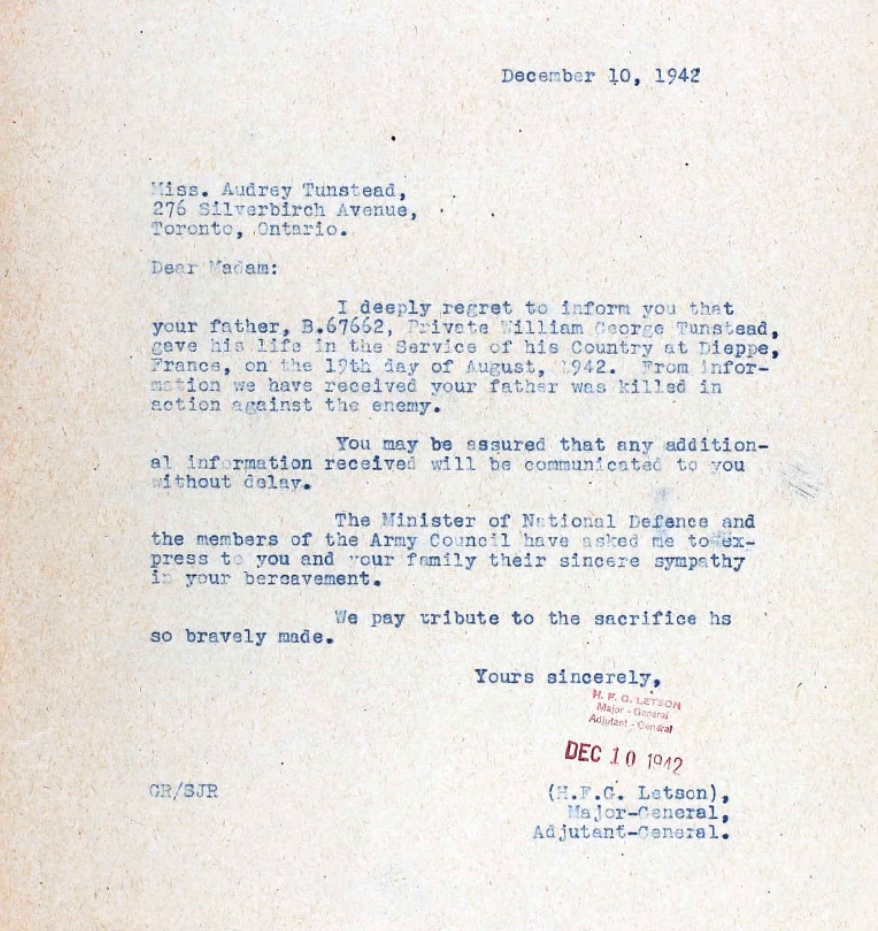 December 10, 1942
Miss. Audrey Tunstead,
276 Silverbirch Avenue,
Toronto, Ontario.
Dear Madam:
I deeply regret to inform you that
your father, B.67662, Private William George Tunstead,
gave his life in the Service of his Country at Dieppe,
France, on the 19th day of August, 1942. From infor-
mation we have received your father was killed in
action against the enemy.
You may be assured that any addition-
al information received will be communicated to you
without delay.
The Minister of National Defence and
the members of the Army Council have asked me to ex-
press to you and your family their sincere sympathy
in your bereavement.
We pay tribute to the sacrifice hs
so bravely made.
Yours sincerely,
H. F. G. LETSON
Major - General
Adjutant - General
DEC 10 1942
GR/SJR
(H.F.G. Letson),
Major-General,
Adjutant-General.